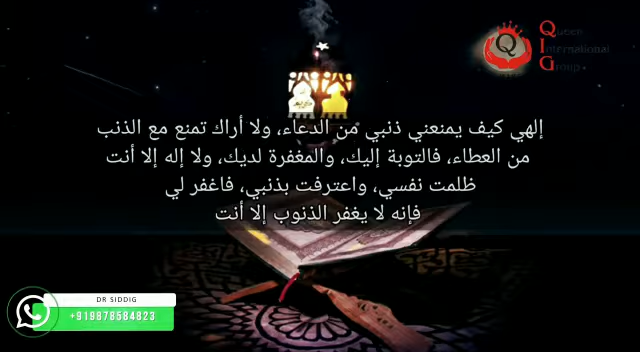 Queen
International
Group
Q
إلهي كيف يمنعني ذنبي من الدعاء، ولا أراك تمنع مع الذنب
من العطاء، فالتوبة إليك، والمغفرة لديك، ولا إله إلا أنت
ظلمت نفسي، واعترفت بذنبي، فاغفر لي
فإنه لا يغفر الذنوب إلا أنت
DR SIDDIG
+919878584823